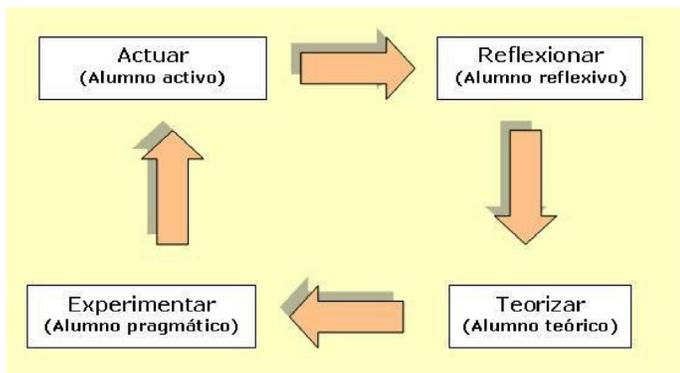 Actuar
(Alumno activo)
Reflexionar
(Alumno reflexivo)
Experimentar
(Alumno pragmático)
Teorizar
(Alumno teórico)